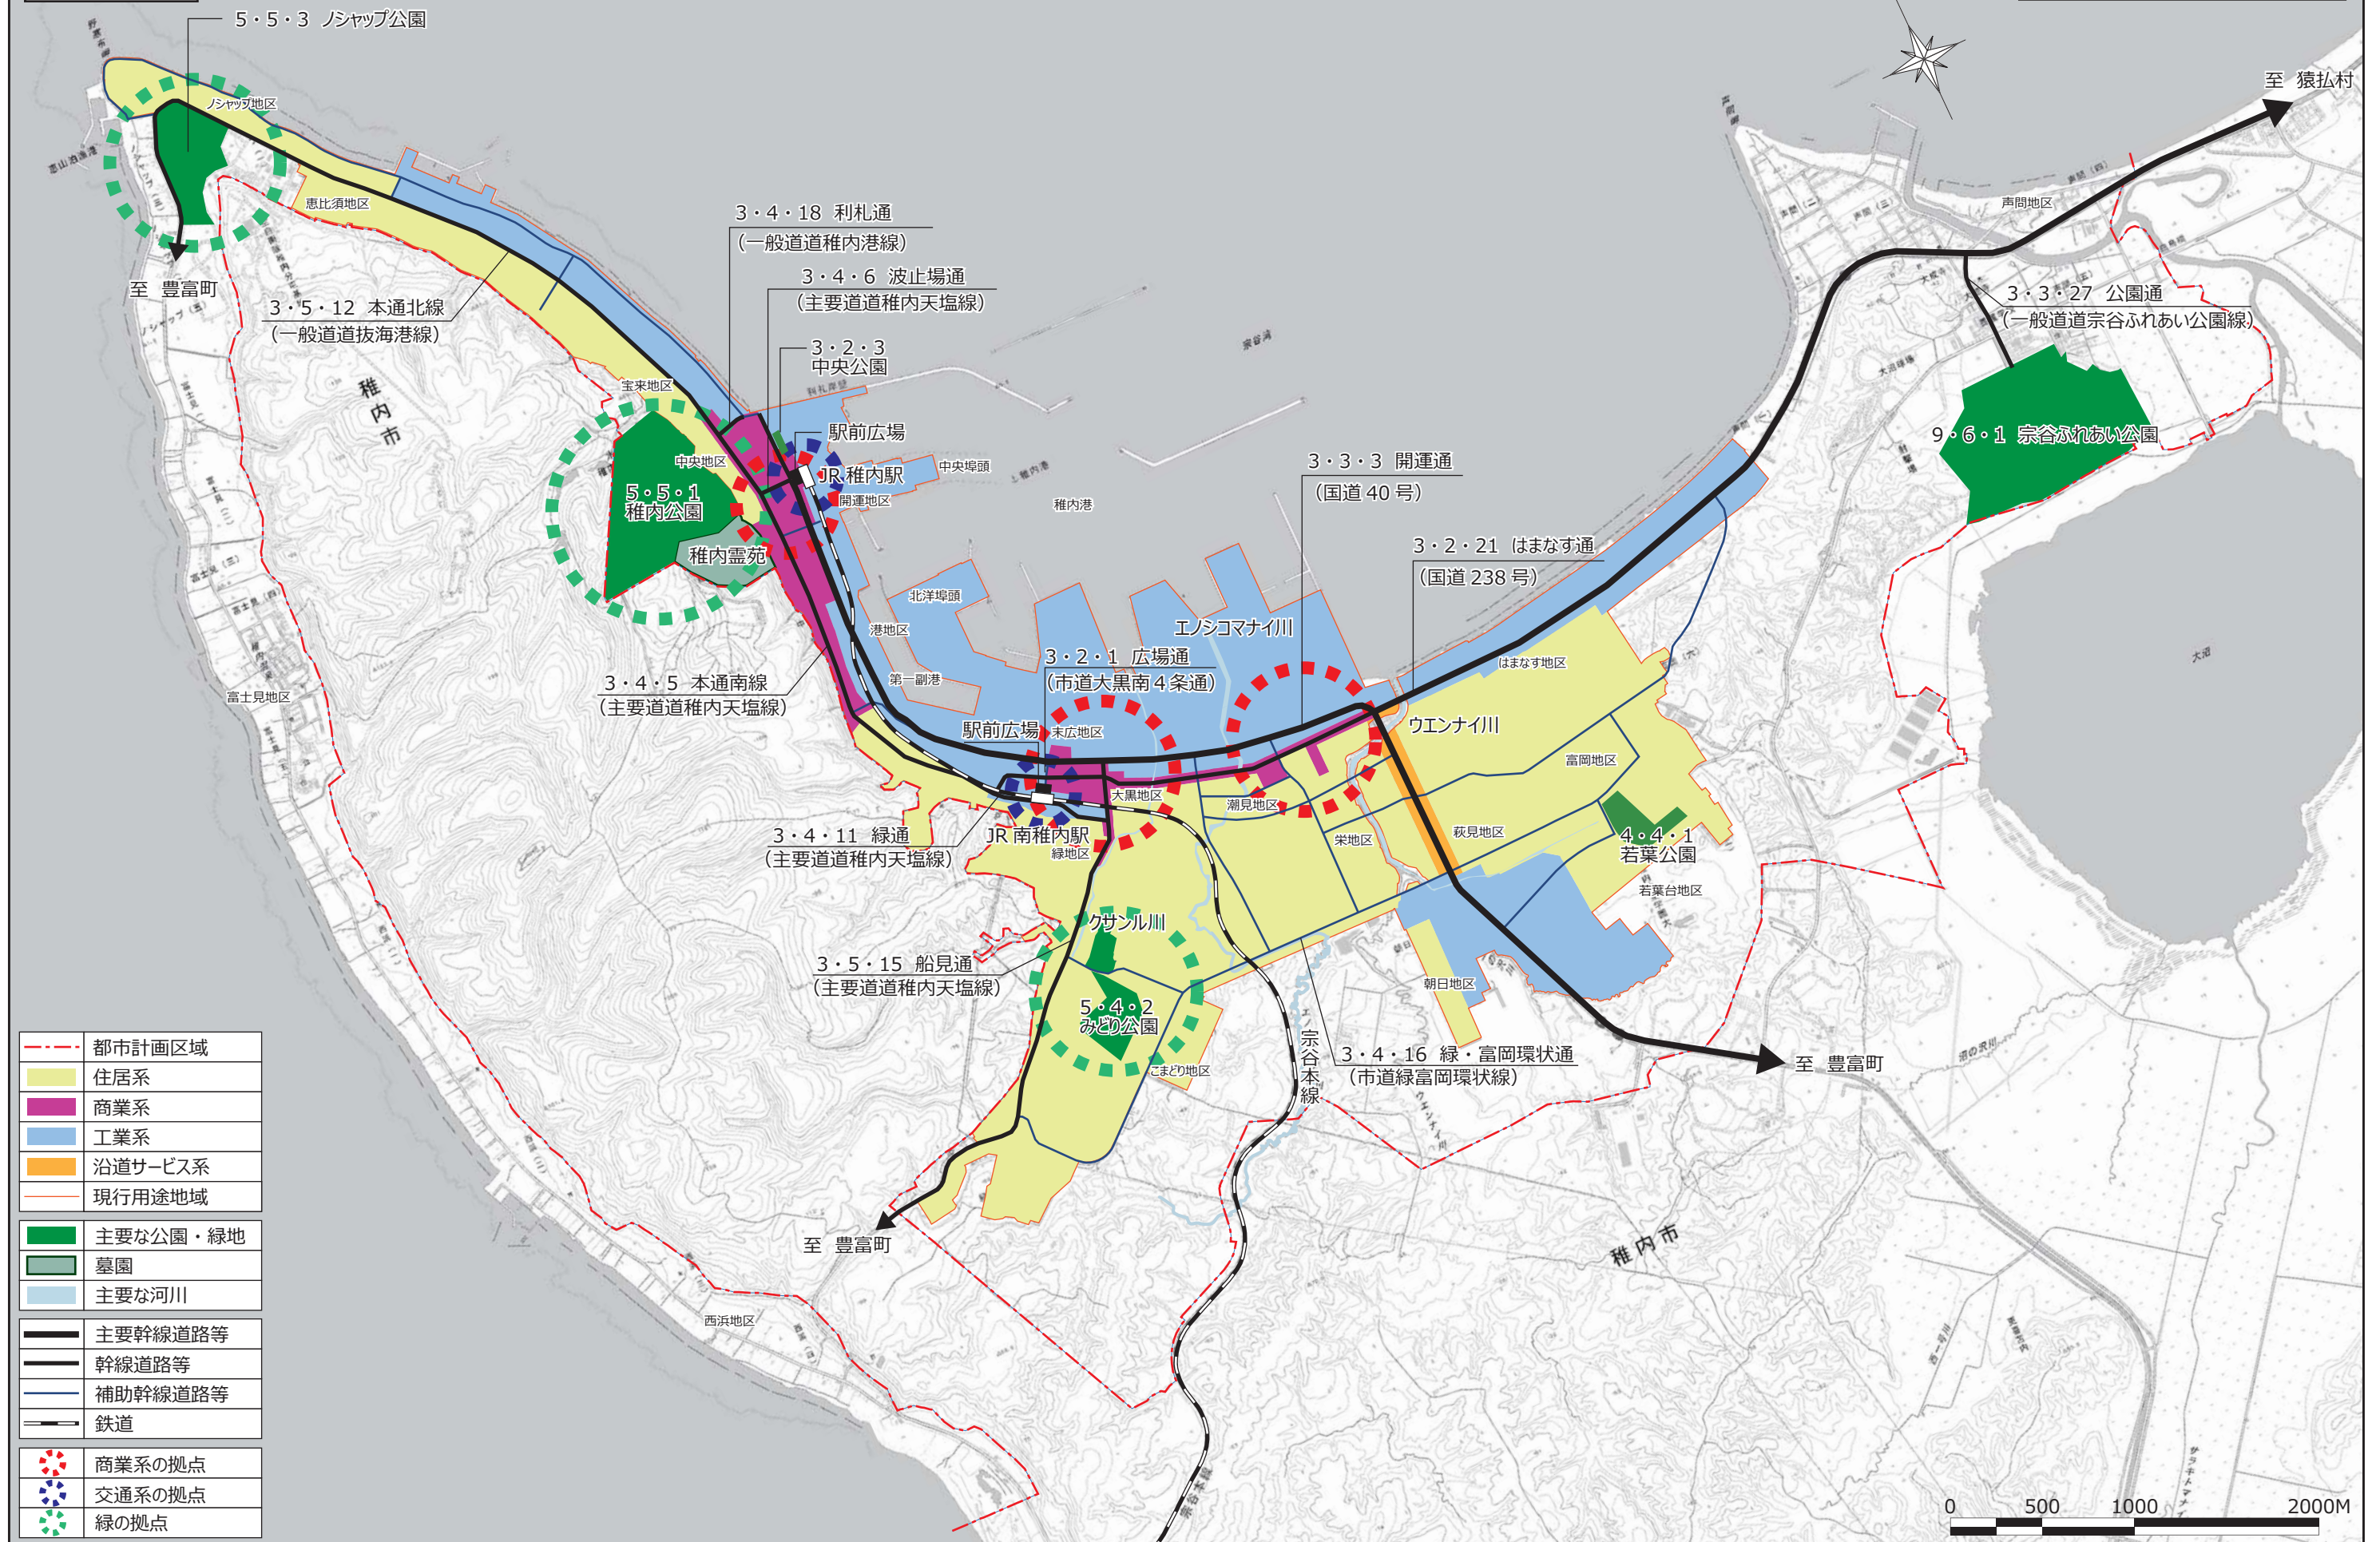 5・5・3 ノシャップ公園
至 猿払村
ノシャップ地区
恵山泊漁港
恵比須地区
声問地区
3・4・18 利札通
(一般道道稚内港線)
3・4・6 波止場通
(主要道道稚内天塩線)
至 豊富町
3・5・12 本通北線
(一般道道抜海港線)
3・3・27 公園通
(一般道道宗谷ふれあい公園線)
3・2・3
中央公園
宗谷湾
稚内市
宝来地区
利礼岸壁
駅前広場
中央地区
JR 稚内駅
中央埠頭
開運地区
5・5・1
稚内公園
稚内霊苑
稚内港
3・3・3 開運通
(国道 40 号)
9・6・1 宗谷ふれあい公園
3・2・21 はまなす通
(国道 238 号)
北洋埠頭
港地区
エノシコマナイ川
3・2・1 広場通
(市道大黒南4条通)
はまなす地区
大沼
第一副港
3・4・5 本通南線
(主要道道稚内天塩線)
富士見地区
駅前広場
末広地区
ウエンナイ川
富岡地区
大黒地区
潮見地区
3・4・11 緑通
(主要道道稚内天塩線)
JR 南稚内駅
緑地区
栄地区
萩見地区
4・4・1
若葉公園
若葉台地区
クサンル川
3・5・15 船見通
(主要道道稚内天塩線)
朝日地区
5・4・2
みどり公園
こまどり地区
宗谷本線
3・4・16 緑・富岡環状通
(市道緑富岡環状線)
至 豊富町
ウエンナイ川
至 豊富町
稚内市
西浜地区
宗谷本線
都市計画区域
住居系
商業系
工業系
沿道サービス系
現行用途地域
主要な公園・緑地
墓園
主要な河川
主要幹線道路等
幹線道路等
補助幹線道路等
鉄道
商業系の拠点
交通系の拠点
緑の拠点
0 500 1000 2000M